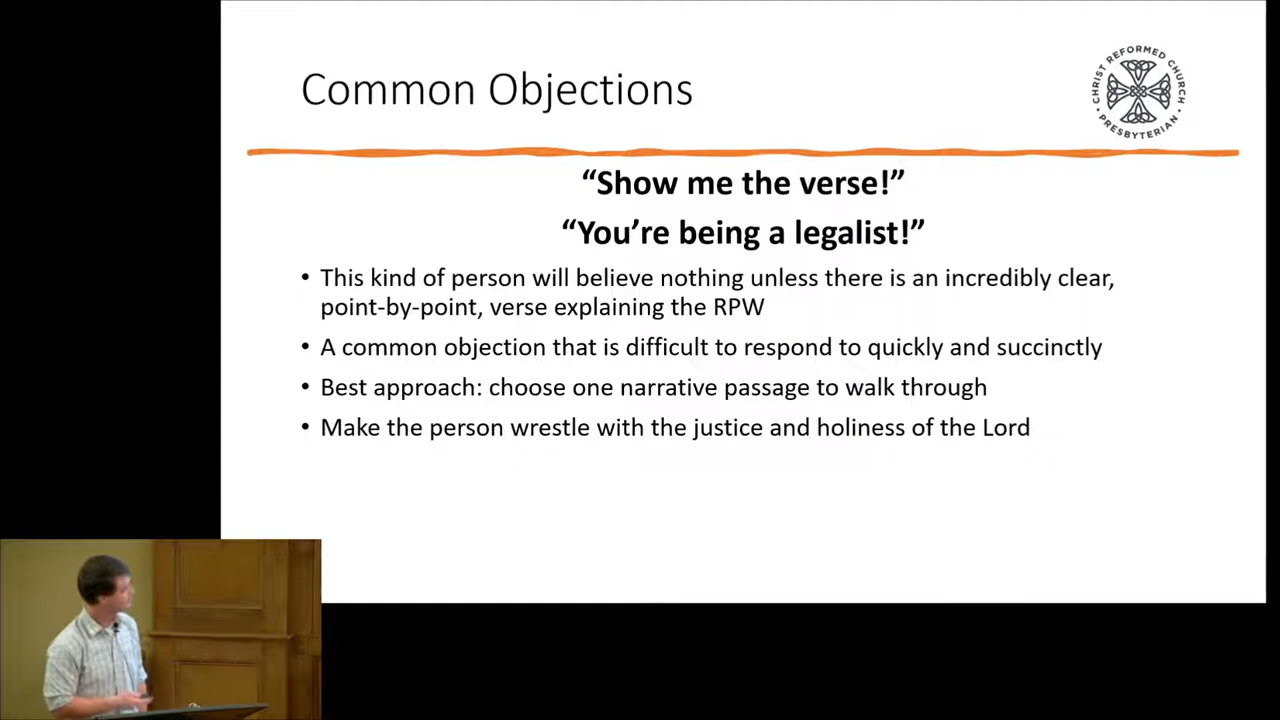 Common Objections
CHRIST REFORMED CHURCH
• PRESBYTERIAN •
“Show me the verse!”
“You’re being a legalist!”
• This kind of person will believe nothing unless there is an incredibly clear,
point-by-point, verse explaining the RPW
• A common objection that is difficult to respond to quickly and succinctly
• Best approach: choose one narrative passage to walk through
• Make the person wrestle with the justice and holiness of the Lord